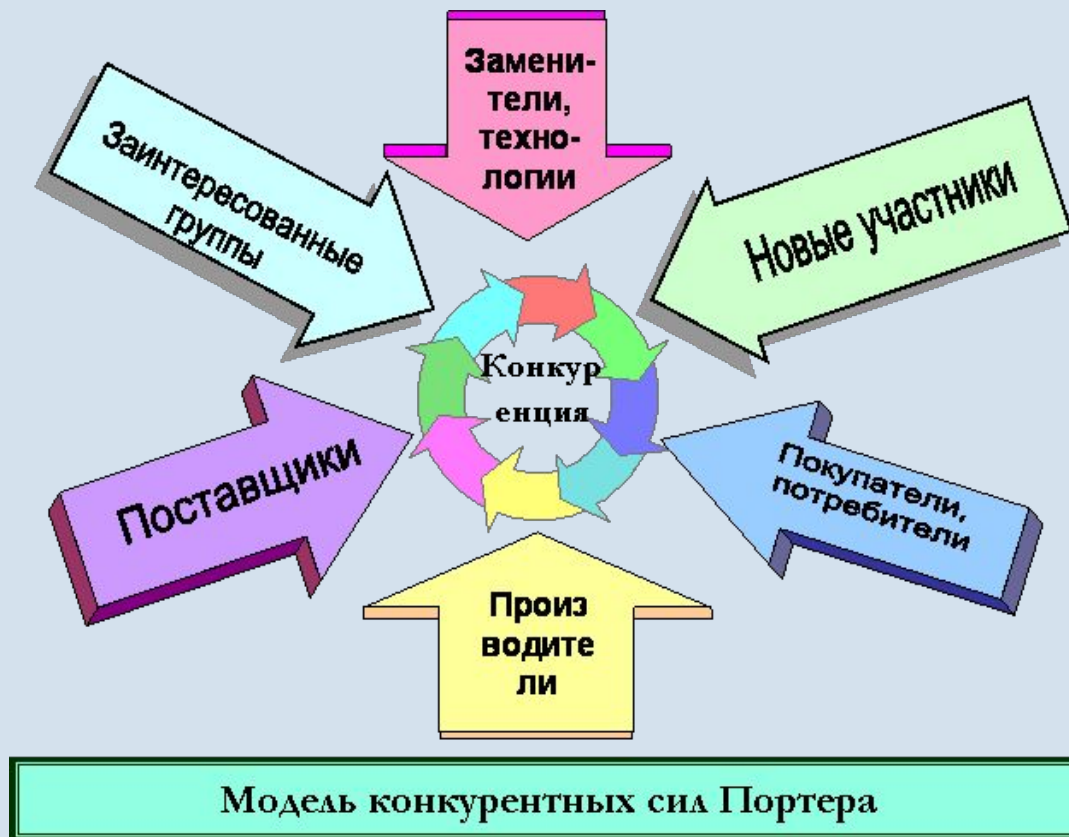 Замени-
тели,
техно-
логии
Заинтересованные
группы
Новые участники
Конкур
енция
Поставщики
Покупатели,
потребители
Произ
водите
ли
Модель конкурентных сил Портера